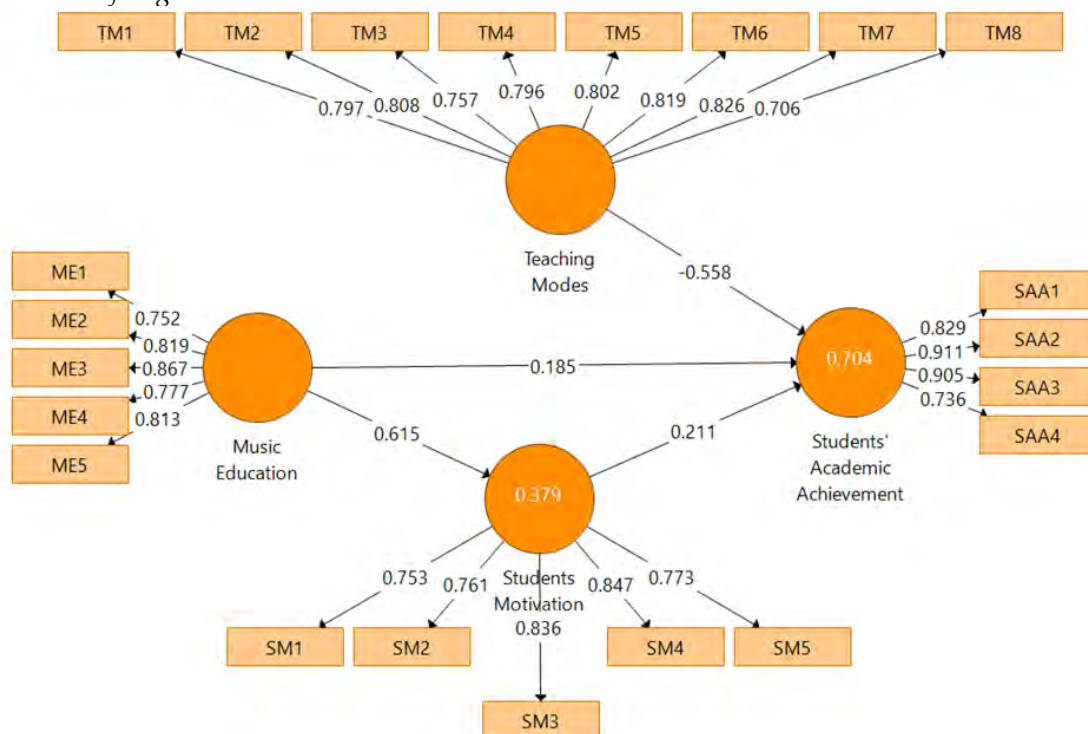 TM1 TM2 TM3 TM4 TM5 TM6 TM7 TM8
0.797 0.808 0.757 0.796 0.802 0.819 0.826 0.706
Teaching
Modes
-0.558
ME1
ME2
ME3
ME4
ME5
0.752
0.819
0.867
0.777
0.813
Music
Education
0.185
0.615
0.211
0.704
Students'
Academic
Achievement
SAA1
SAA2
SAA3
SAA4
0.829
0.911
0.905
0.736
0.379
Students
Motivation
0.753 0.761 0.836 0.847 0.773
SM1 SM2 SM4 SM5
SM3